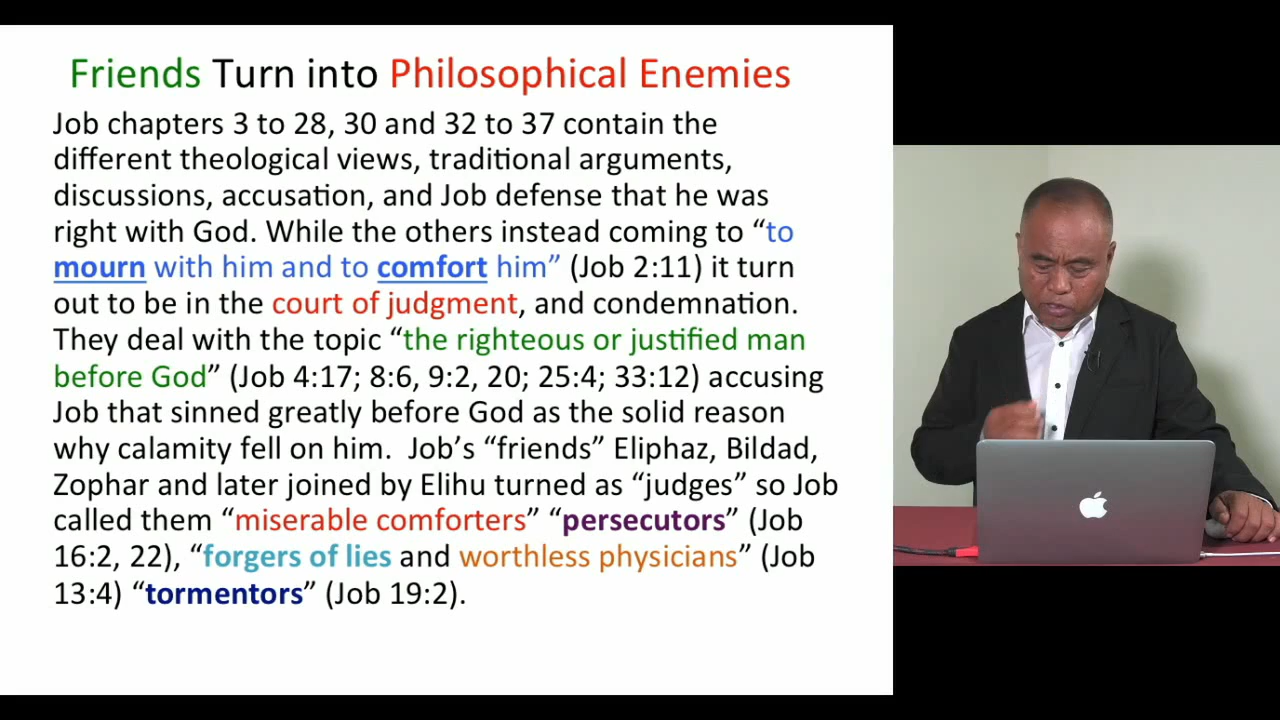 Friends Turn into Philosophical Enemies
Job chapters 3 to 28, 30 and 32 to 37 contain the
different theological views, traditional arguments,
discussions, accusation, and Job defense that he was
right with God. While the others instead coming to “to
mourn with him and to comfort him” (Job 2:11) it turn
out to be in the court of judgment, and condemnation.
They deal with the topic “the righteous or justified man
before God” (Job 4:17; 8:6, 9:2, 20; 25:4; 33:12) accusing
Job that sinned greatly before God as the solid reason
why calamity fell on him.  Job’s “friends” Eliphaz, Bildad,
Zophar and later joined by Elihu turned as “judges” so Job
called them “miserable comforters” “persecutors” (Job
16:2, 22), “forgers of lies and worthless physicians” (Job
13:4) “tormentors” (Job 19:2).